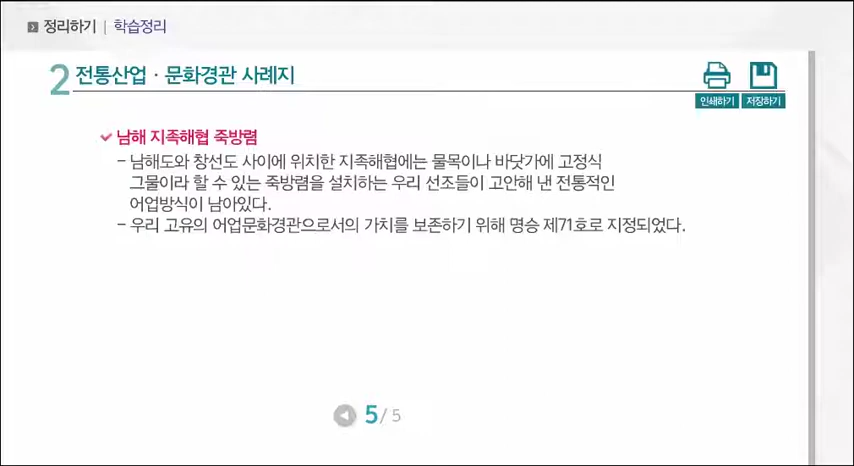 정리하기 | 학습정리
2 전통산업 · 문화경관 사례지
인쇄하기 저장하기
남해 지족해협 죽방렴
- 남해도와 창선도 사이에 위치한 지족해협에는 물목이나 바닷가에 고정식
그물이라 할 수 있는 죽방렴을 설치하는 우리 선조들이 고안해 낸 전통적인
어업방식이 남아있다.
- 우리 고유의 어업문화경관으로서의 가치를 보존하기 위해 명승 제71호로 지정되었다.
5 / 5